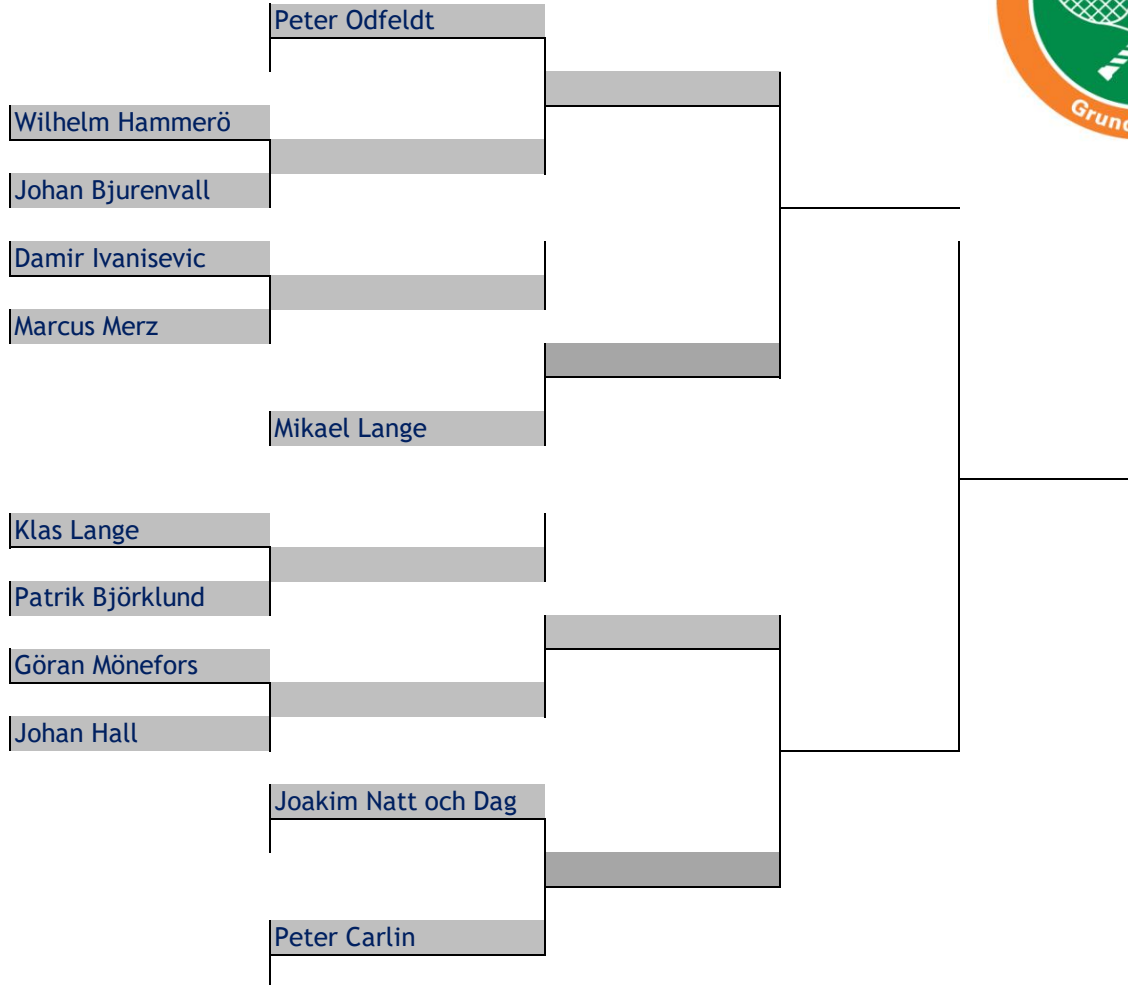 Peter Odfeldt
Wilhelm Hammerö
Johan Bjurenvall
Damir Ivanisevic
Marcus Merz
Mikael Lange
Klas Lange
Patrik Björklund
Göran Mönefors
Johan Hall
Joakim Natt och Dag
Peter Carlin